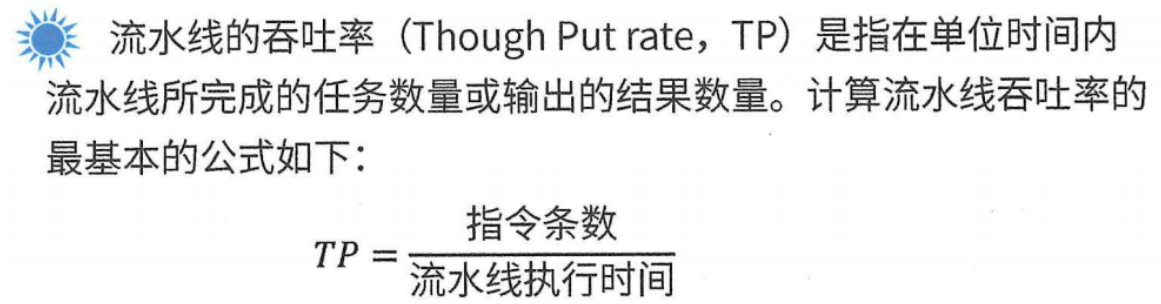 流水线的吞吐率（Though Put rate，TP）是指在单位时间内
流水线所完成的任务数量或输出的结果数量。计算流水线吞吐率的
最基本的公式如下：
TP = 指令条数
流水线执行时间